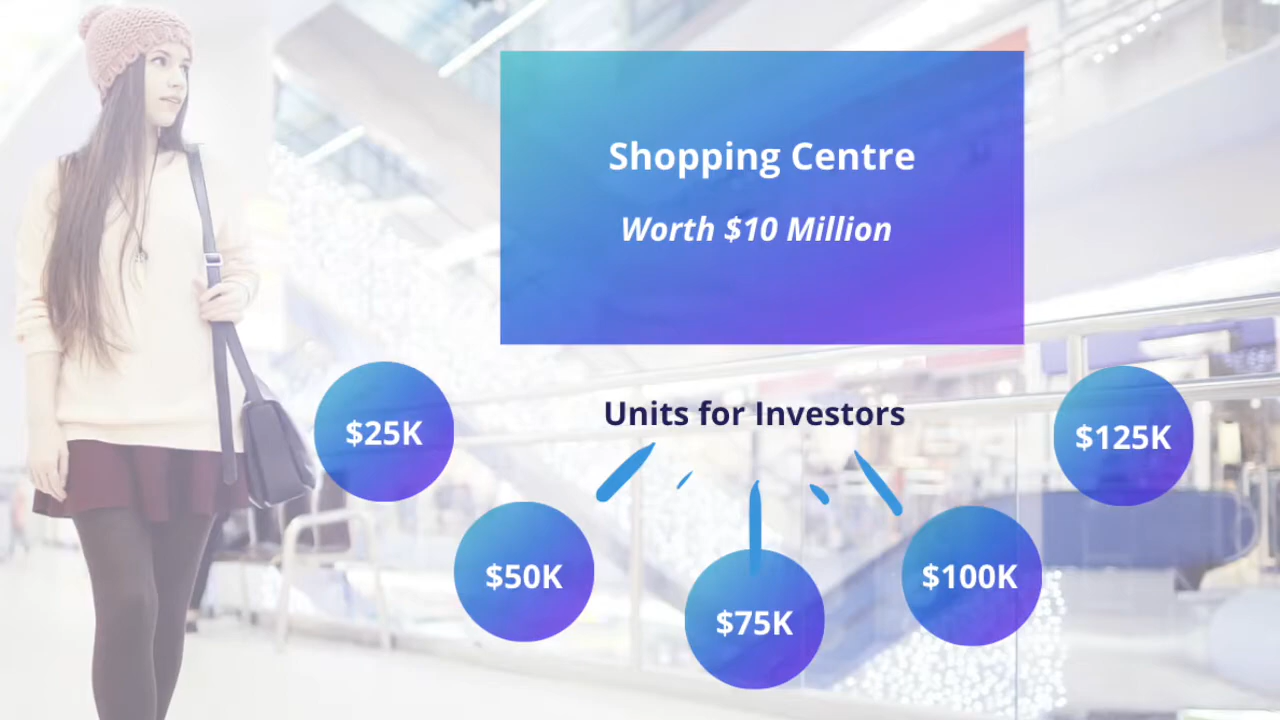 Shopping Centre
Worth $10 Million
Units for Investors
$25K
$50K
$75K
$100K
$125K